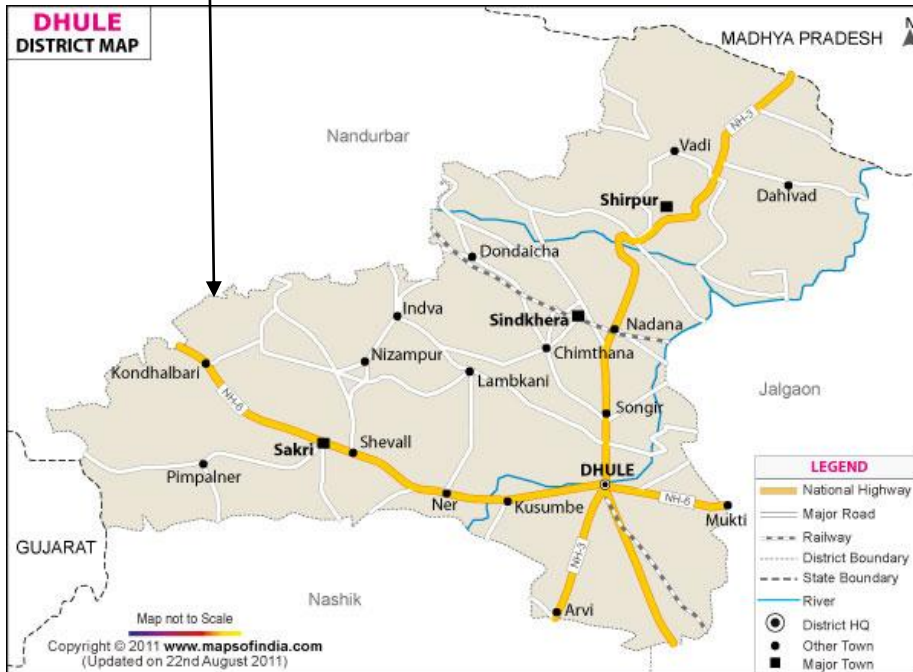 DHULE
DISTRICT MAP
N
MADHYA PRADESH
NH-3
Nandurbar
Vadi
Shirpur
Dahivad
Dondaicha
Indva
Sindkhera
Nadana
Chimthana
Nizampur
Kondhalbari
Lambkani
Jalgaon
NH-6
Songir
Sakri
Shevall
Pimpalner
DHULE
Ner
Kusumbe
NH-6
Mukti
GUJARAT
NH-3
Nashik
Arvi
LEGEND
National Highway
Major Road
Railway
District Boundary
State Boundary
River
District HQ
Other Town
Major Town
Map not to Scale
Copyright © 2011 www.mapsofindia.com
(Updated on 22nd August 2011)